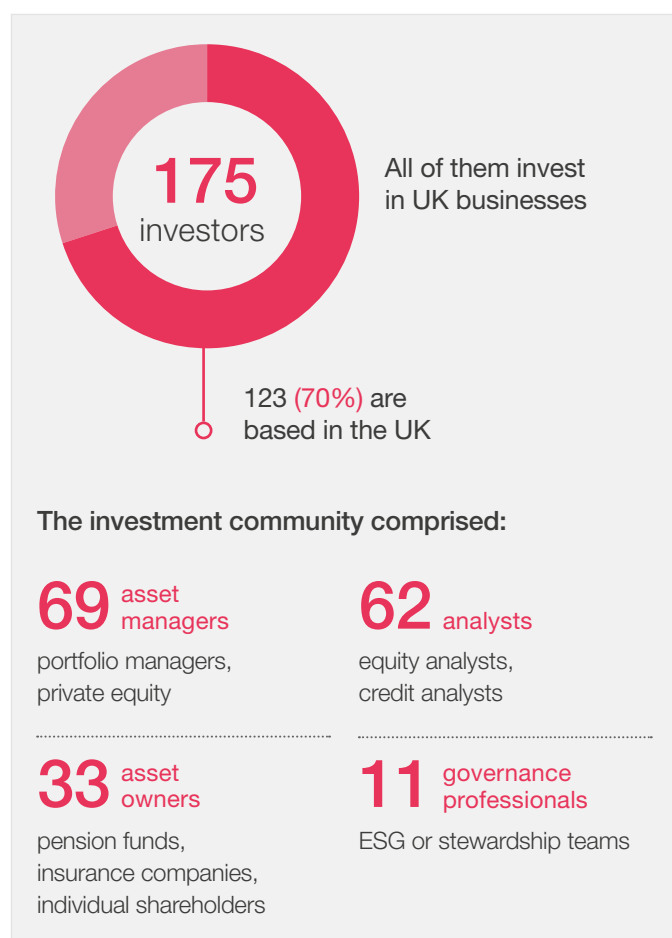 175
investors
All of them invest
in UK businesses
123 (70%) are
based in the UK
The investment community comprised:
69 asset
managers
portfolio managers,
private equity
62 analysts
equity analysts,
credit analysts
33 asset
owners
pension funds,
insurance companies,
individual shareholders
11 governance
professionals
ESG or stewardship teams